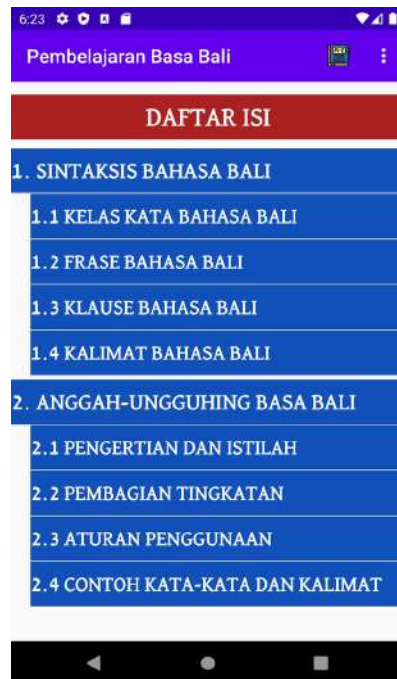 6:23
Pembelajaran Basa Bali
DAFTAR ISI
1. SINTAKSIS BAHASA BALI
1.1 KELAS KATA BAHASA BALI
1.2 FRASE BAHASA BALI
1.3 KLAUSE BAHASA BALI
1.4 KALIMAT BAHASA BALI
2. ANGGAH-UNGGUHING BASA BALI
2.1 PENGERTIAN DAN ISTILAH
2.2 PEMBAGIAN TINGKATAN
2.3 ATURAN PENGGUNAAN
2.4 CONTOH KATA-KATA DAN KALIMAT